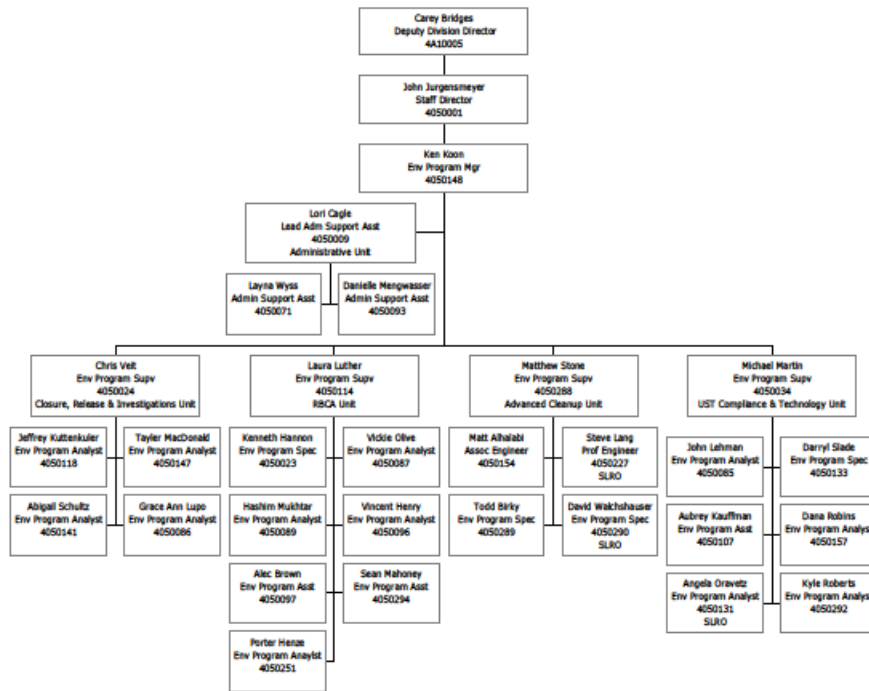 Carey Bridges
Deputy Division Director
4A10005
John Jurgensmeyer
Staff Director
4050001
Ken Koon
Env Program Mgr
4050148
Lori Cagle
Lead Adm Support Asst
4050009
Administrative Unit
Layna Wyss
Admin Support Asst
4050071
Danielle Mengwasser
Admin Support Asst
4050093
Chris Veit
Env Program Supv
4050024
Closure, Release & Investigations Unit
Laura Luther
Env Program Supv
4050114
RBCA Unit
Matthew Stone
Env Program Supv
4050288
Advanced Cleanup Unit
Michael Martin
Env Program Supv
4050034
UST Compliance & Technology Unit
Jeffrey Kuttenkuler
Env Program Analyst
4050118
Tayler MacDonald
Env Program Analyst
4050147
Abigail Schultz
Env Program Analyst
4050141
Grace Ann Lupo
Env Program Analyst
4050086
Kenneth Hannon
Env Program Spec
4050023
Vickie Olive
Env Program Analyst
4050087
Hashim Mukhtar
Env Program Analyst
4050089
Vincent Henry
Env Program Analyst
4050096
Alec Brown
Env Program Asst
4050097
Sean Mahoney
Env Program Asst
4050294
Porter Henze
Env Program Anaylst
4050251
Matt Alhalabi
Assoc Engineer
4050154
Steve Lang
Prof Engineer
4050227
SLRO
Todd Birky
Env Program Spec
4050289
David Walchshauser
Env Program Spec
4050290
SLRO
John Lehman
Env Program Analyst
4050085
Darryl Slade
Env Program Spec
4050133
Aubrey Kauffman
Env Program Asst
4050107
Dana Robins
Env Program Analyst
4050157
Angela Oravetz
Env Program Analyst
4050131
SLRO
Kyle Roberts
Env Program Analyst
4050292